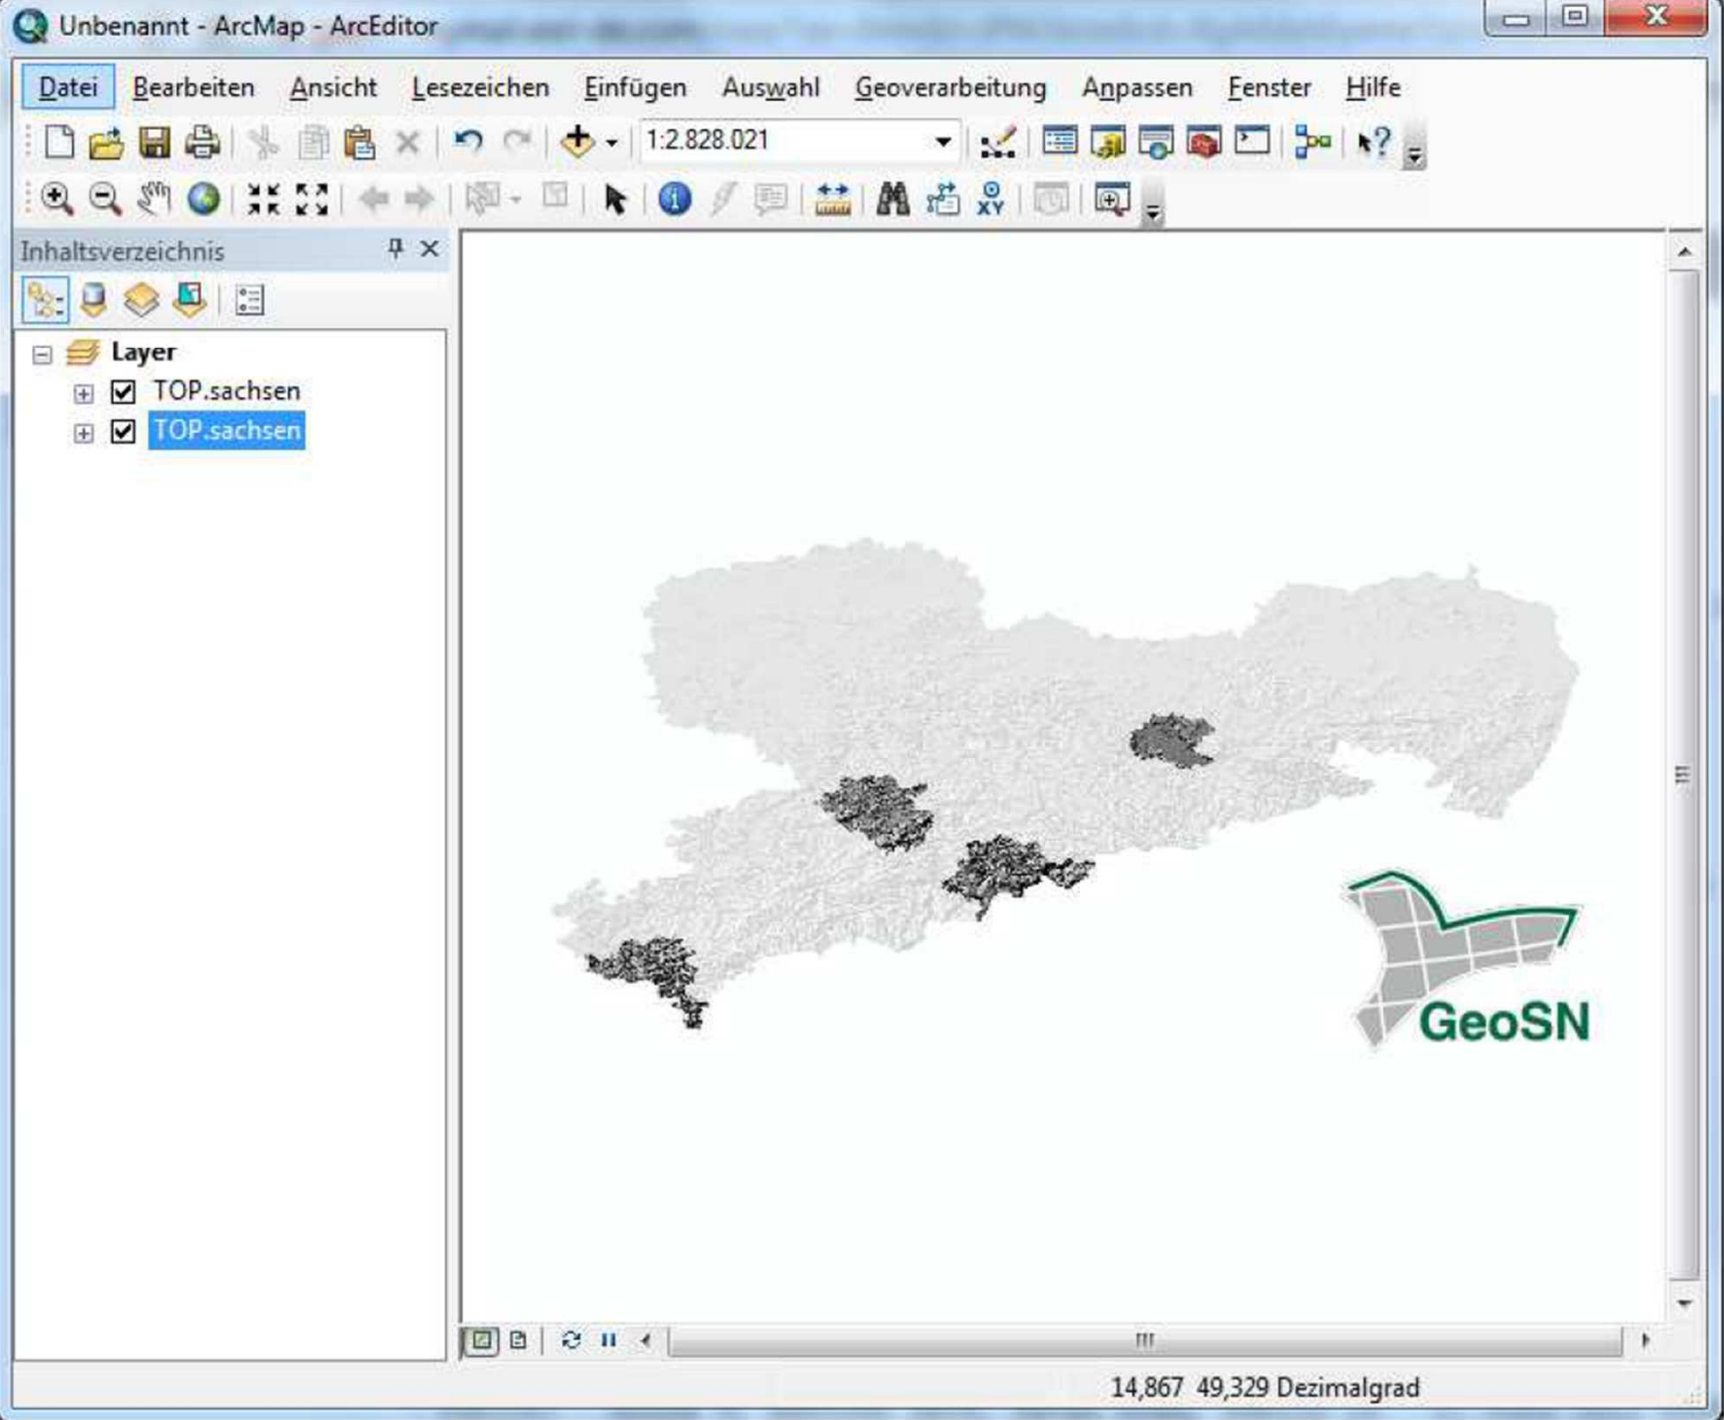 Unbenannt - ArcMap - ArcEditor
Datei Bearbeiten Ansicht Lesezeichen Einfügen Auswahl Geoverarbeitung Anpassen Fenster Hilfe
1:2.828.021
XY
Inhaltsverzeichnis
Layer
TOP.sachsen
TOP.sachsen
GeoSN
14,867 49,329 Dezimalgrad